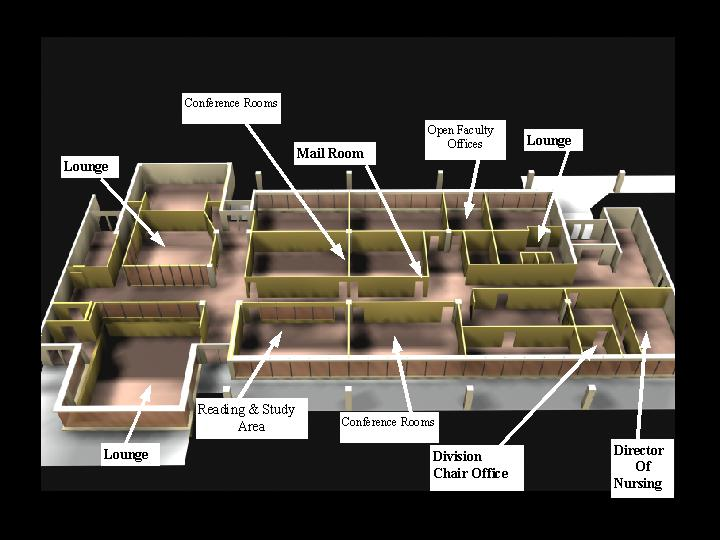 Conference Rooms
Open Faculty
Offices
Lounge
Mail Room
Lounge
Reading & Study
Area
Conference Rooms
Lounge
Division
Chair Office
Director
Of
Nursing